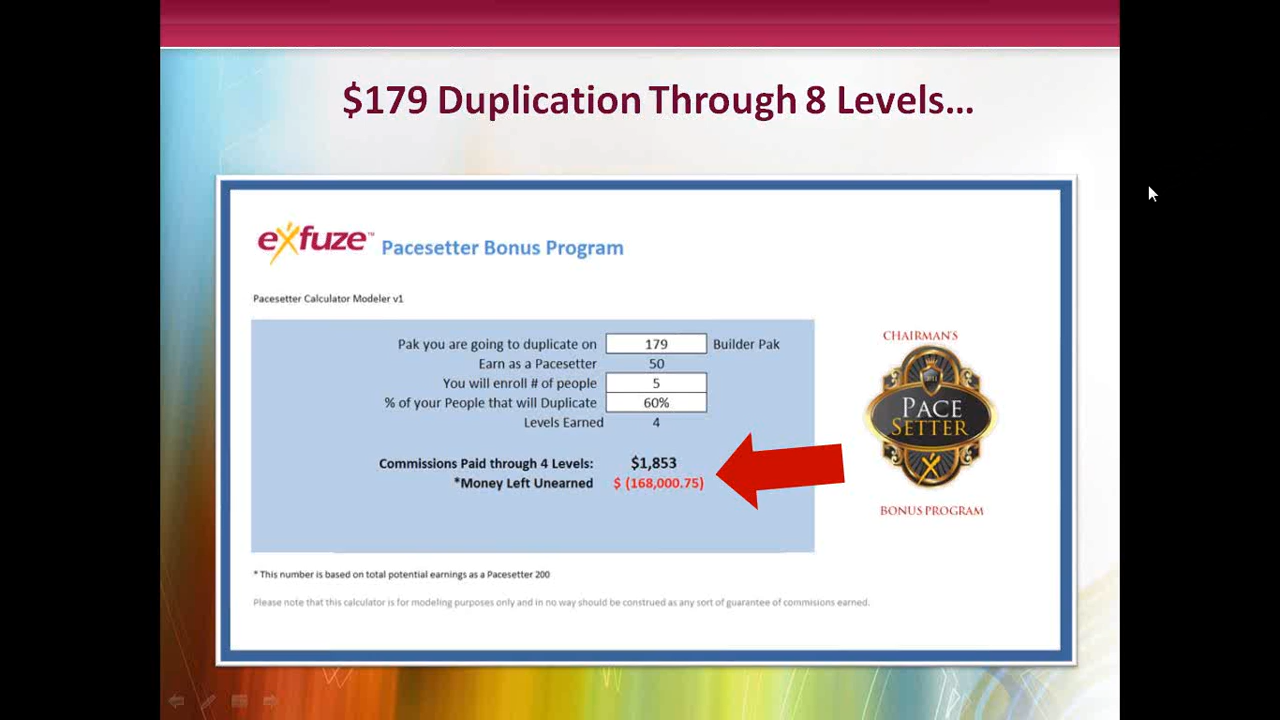 $179 Duplication Through 8 Levels...
exfuze™ Pacesetter Bonus Program
Pacesetter Calculator Modeler v1
Pak you are going to duplicate on 179 Builder Pak
Earn as a Pacesetter 50
You will enroll # of people 5
% of your People that will Duplicate 60%
Levels Earned 4
Commissions Paid through 4 Levels: $1,853
*Money Left Unearned $ (168,000.75)
CHAIRMAN'S
2011
PACE
SETTER
BONUS PROGRAM
* This number is based on total potential earnings as a Pacesetter 200
Please note that this calculator is for modeling purposes only and in no way should be construed as any sort of guarantee of commisions earned.